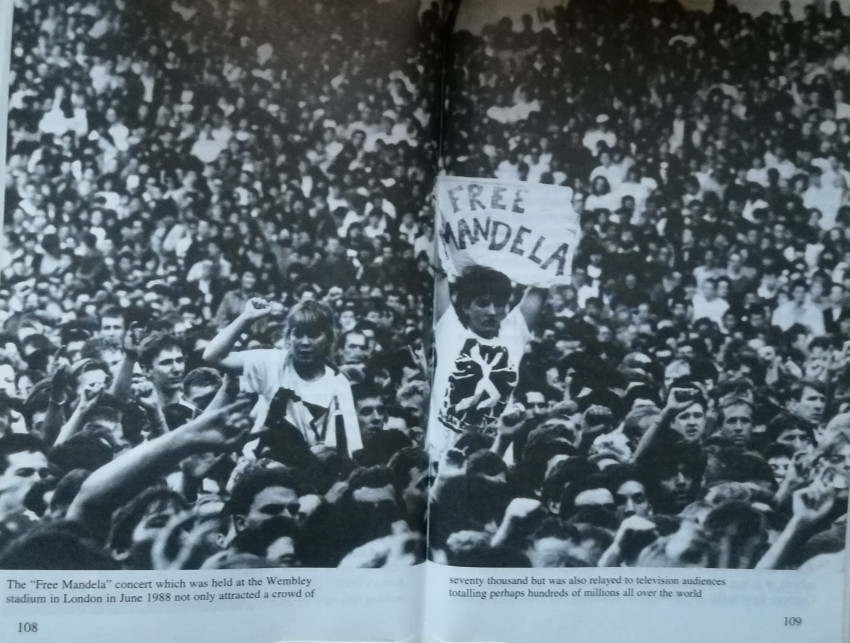 FREE
MANDELA
The "Free Mandela" concert which was held at the Wembley
stadium in London in June 1988 not only attracted a crowd of
108
seventy thousand but was also relayed to television audiences
totalling perhaps hundreds of millions all over the world
109